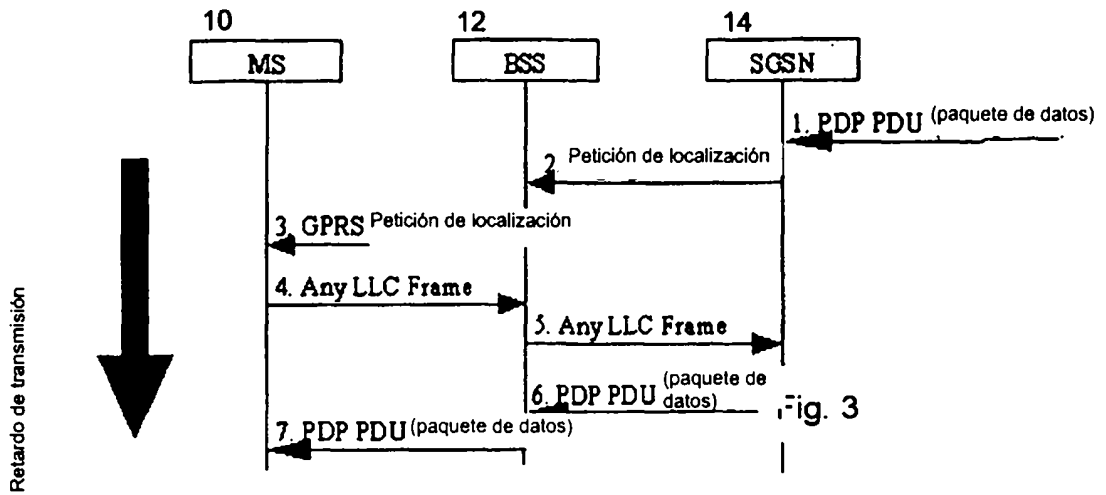 10 12 14
MS BSS SGSN
1. PDP PDU (paquete de datos)
2 Petición de localización
3. GPRS Petición de localización
4. Any LLC Frame
5. Any LLC Frame
6. PDP PDU (paquete de
datos)
Fig. 3
7. PDP PDU (paquete de datos)
Retardo de transmisión